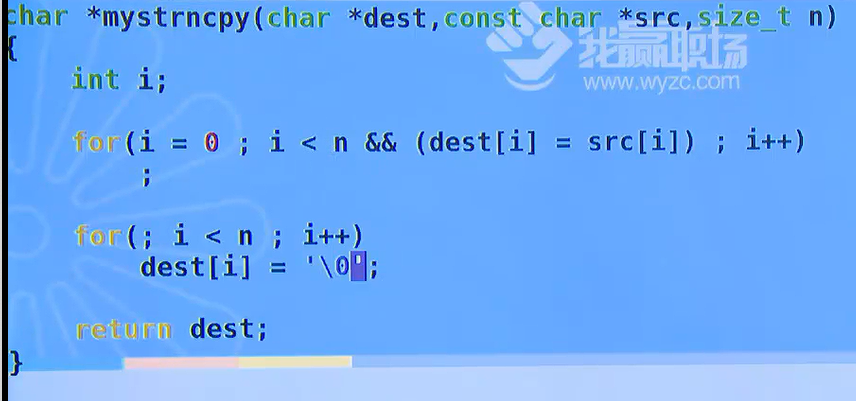 char *mystrncpy(char *dest,const char *src,size_t n)
{
我赢职场
www.wyzc.com
int i;
for(i = 0 ; i < n && (dest[i] = src[i]) ; i++)
;
for(; i < n ; i++)
dest[i] = '\0';
return dest;
}